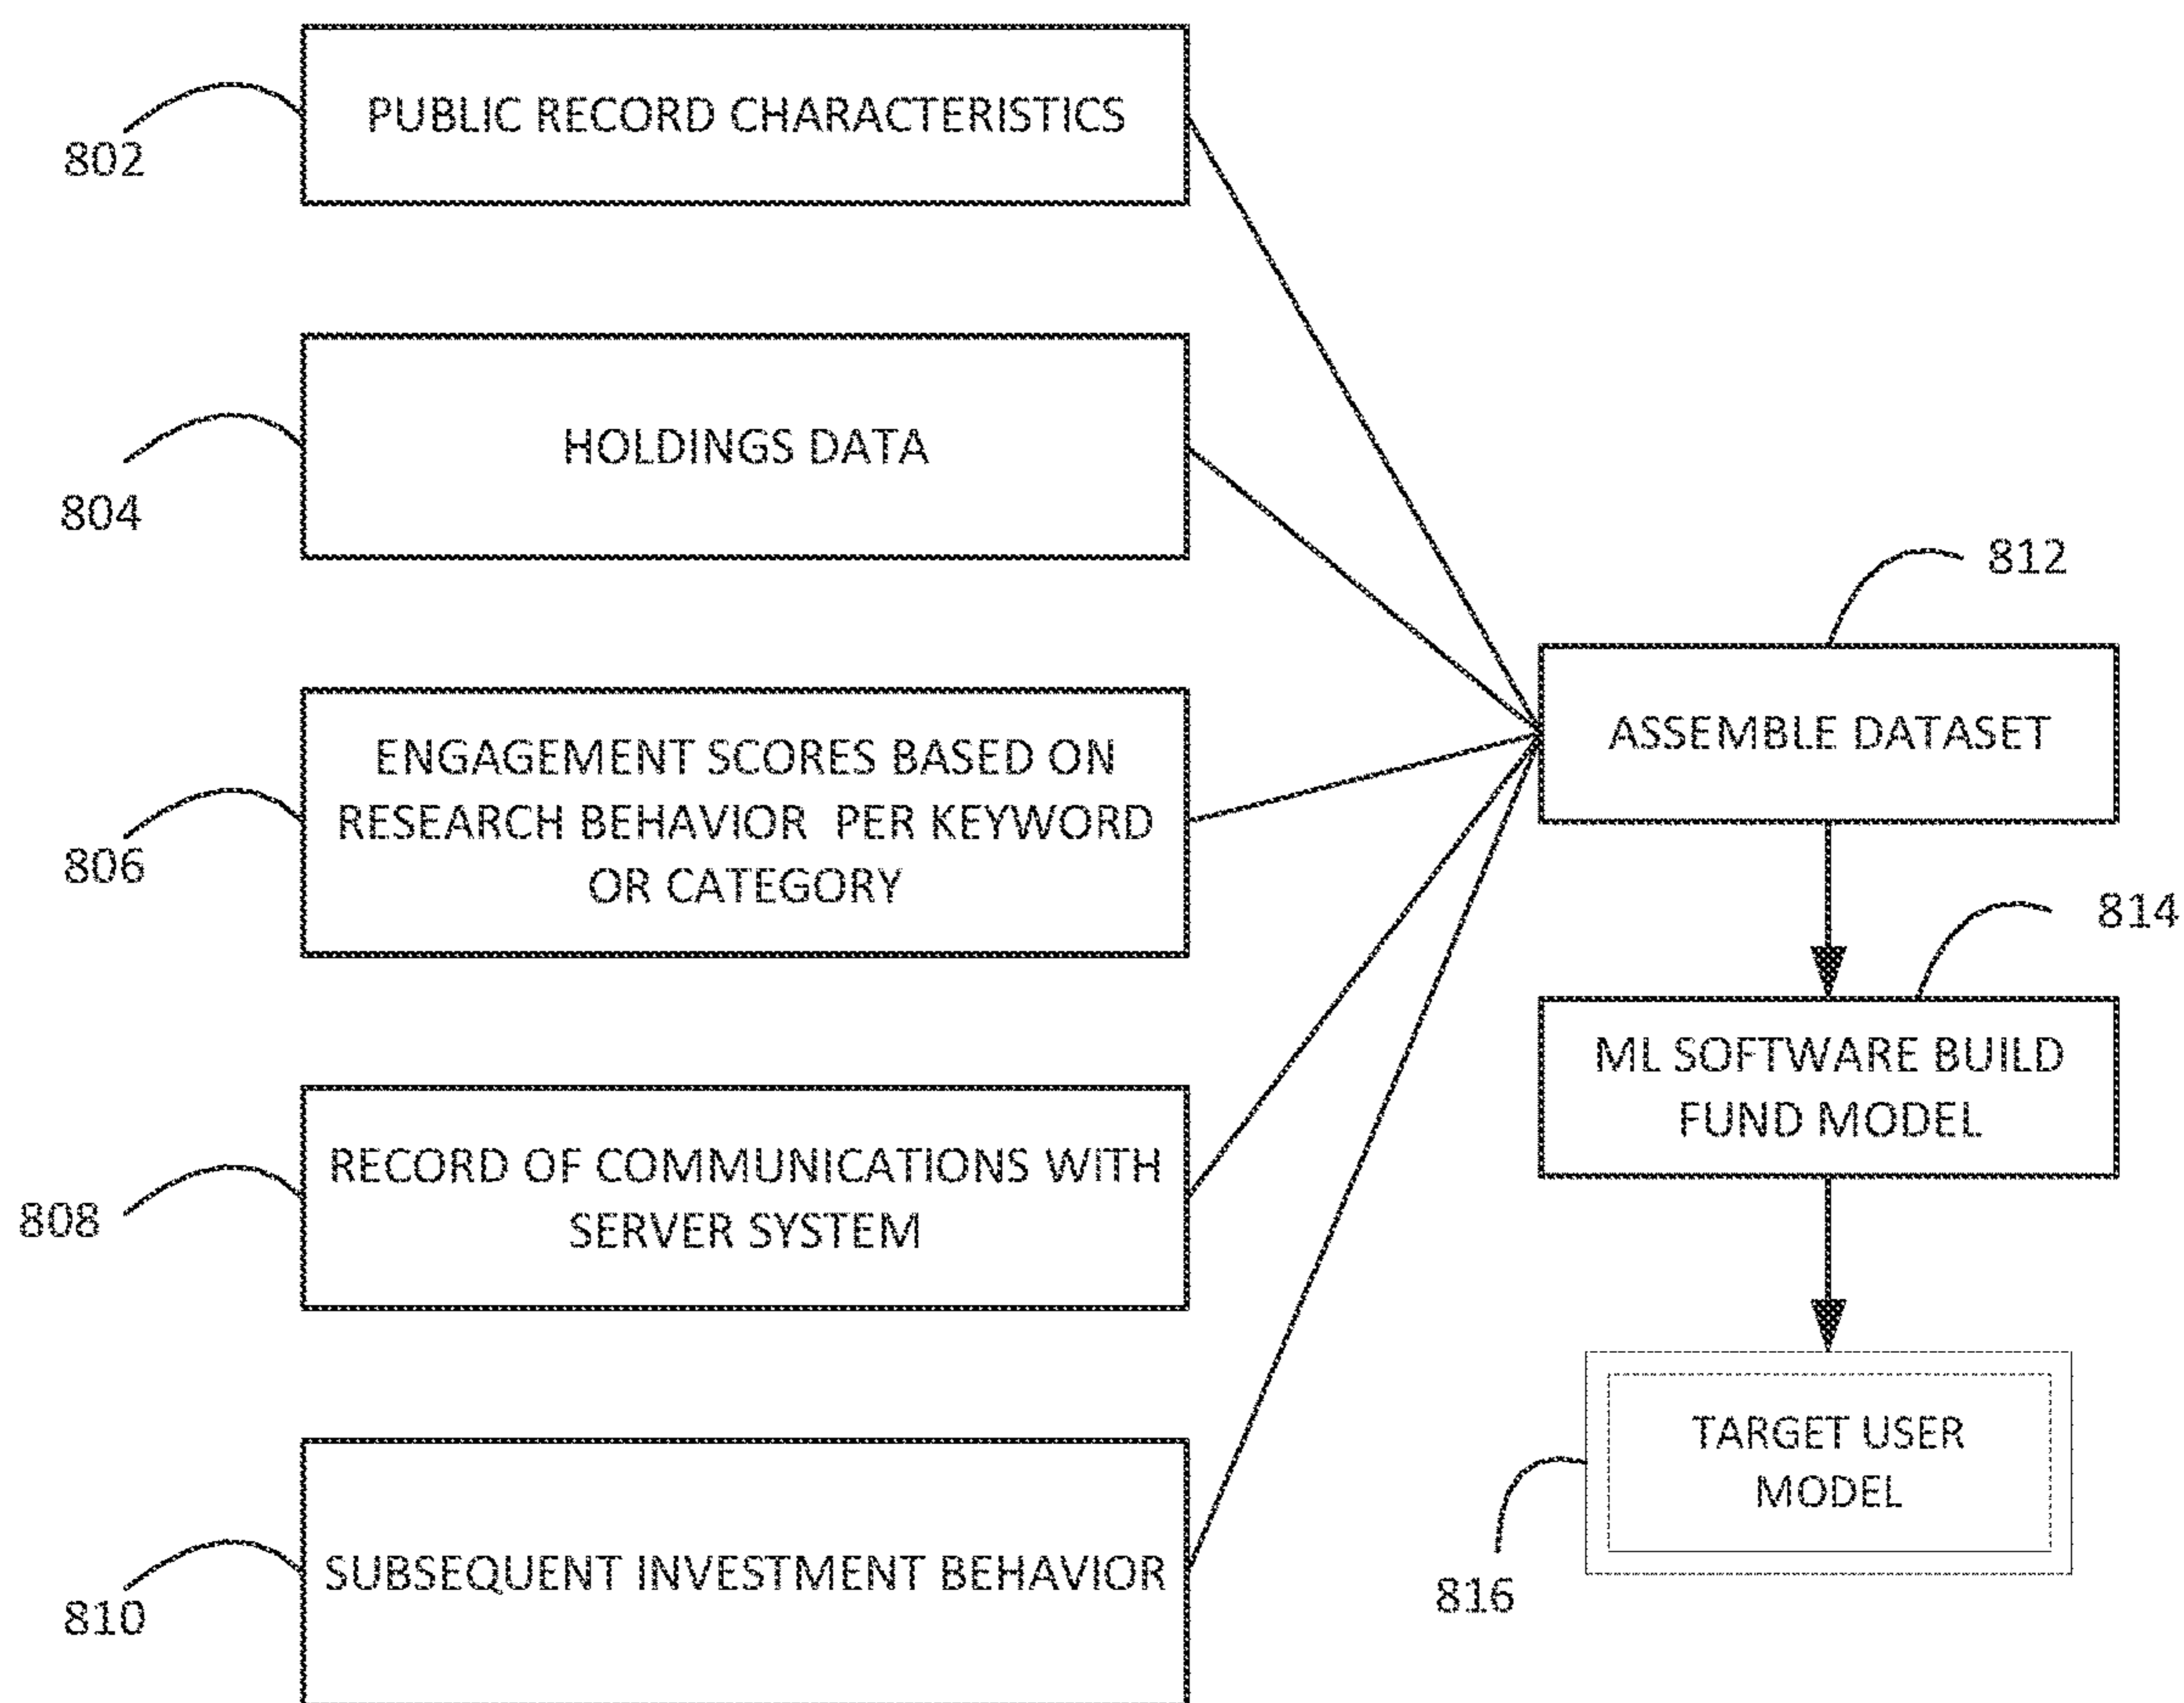 PUBLIC RECORD CHARACTERISTICS
802
HOLDINGS DATA
804
812
ENGAGEMENT SCORES BASED ON
RESEARCH BEHAVIOR PER KEYWORD
OR CATEGORY
806
ASSEMBLE DATASET
814
ML SOFTWARE BUILD
FUND MODEL
RECORD OF COMMUNICATIONS WITH
SERVER SYSTEM
808
TARGET USER
MODEL
816
SUBSEQUENT INVESTMENT BEHAVIOR
810